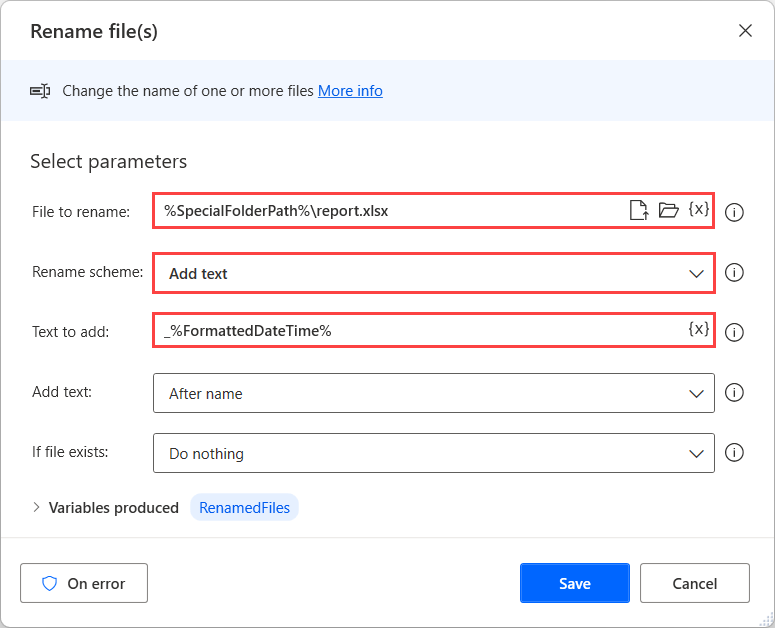 Rename file(s)
Change the name of one or more files More info
Select parameters
File to rename: %SpecialFolderPath%\report.xlsx {x}
Rename scheme: Add text
Text to add: _%FormattedDateTime% {x}
Add text: After name
If file exists: Do nothing
Variables produced RenamedFiles
On error Save Cancel